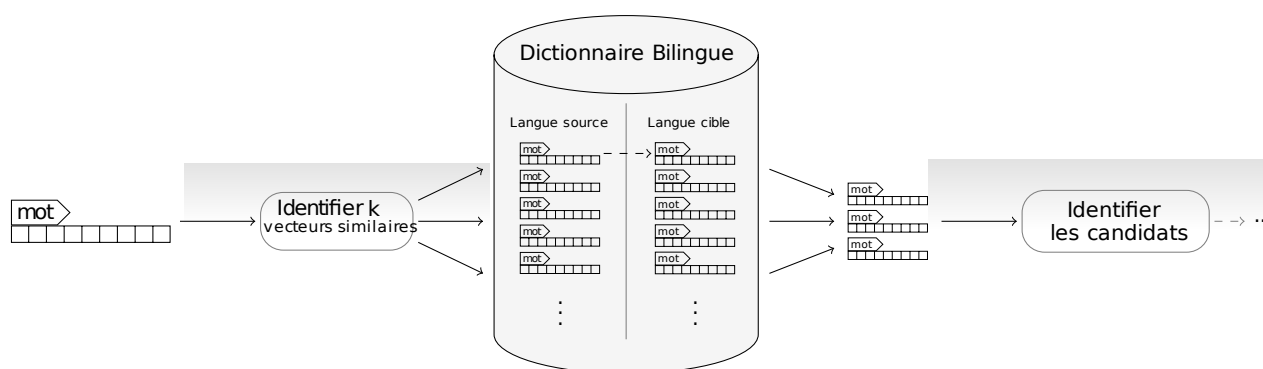 mot
Identifier k
vecteurs similaires
Dictionnaire Bilingue
Langue source
Langue cible
mot
mot
mot
mot
mot
mot
mot
mot
mot
mot
mot
mot
mot
Identifier
les candidats
...